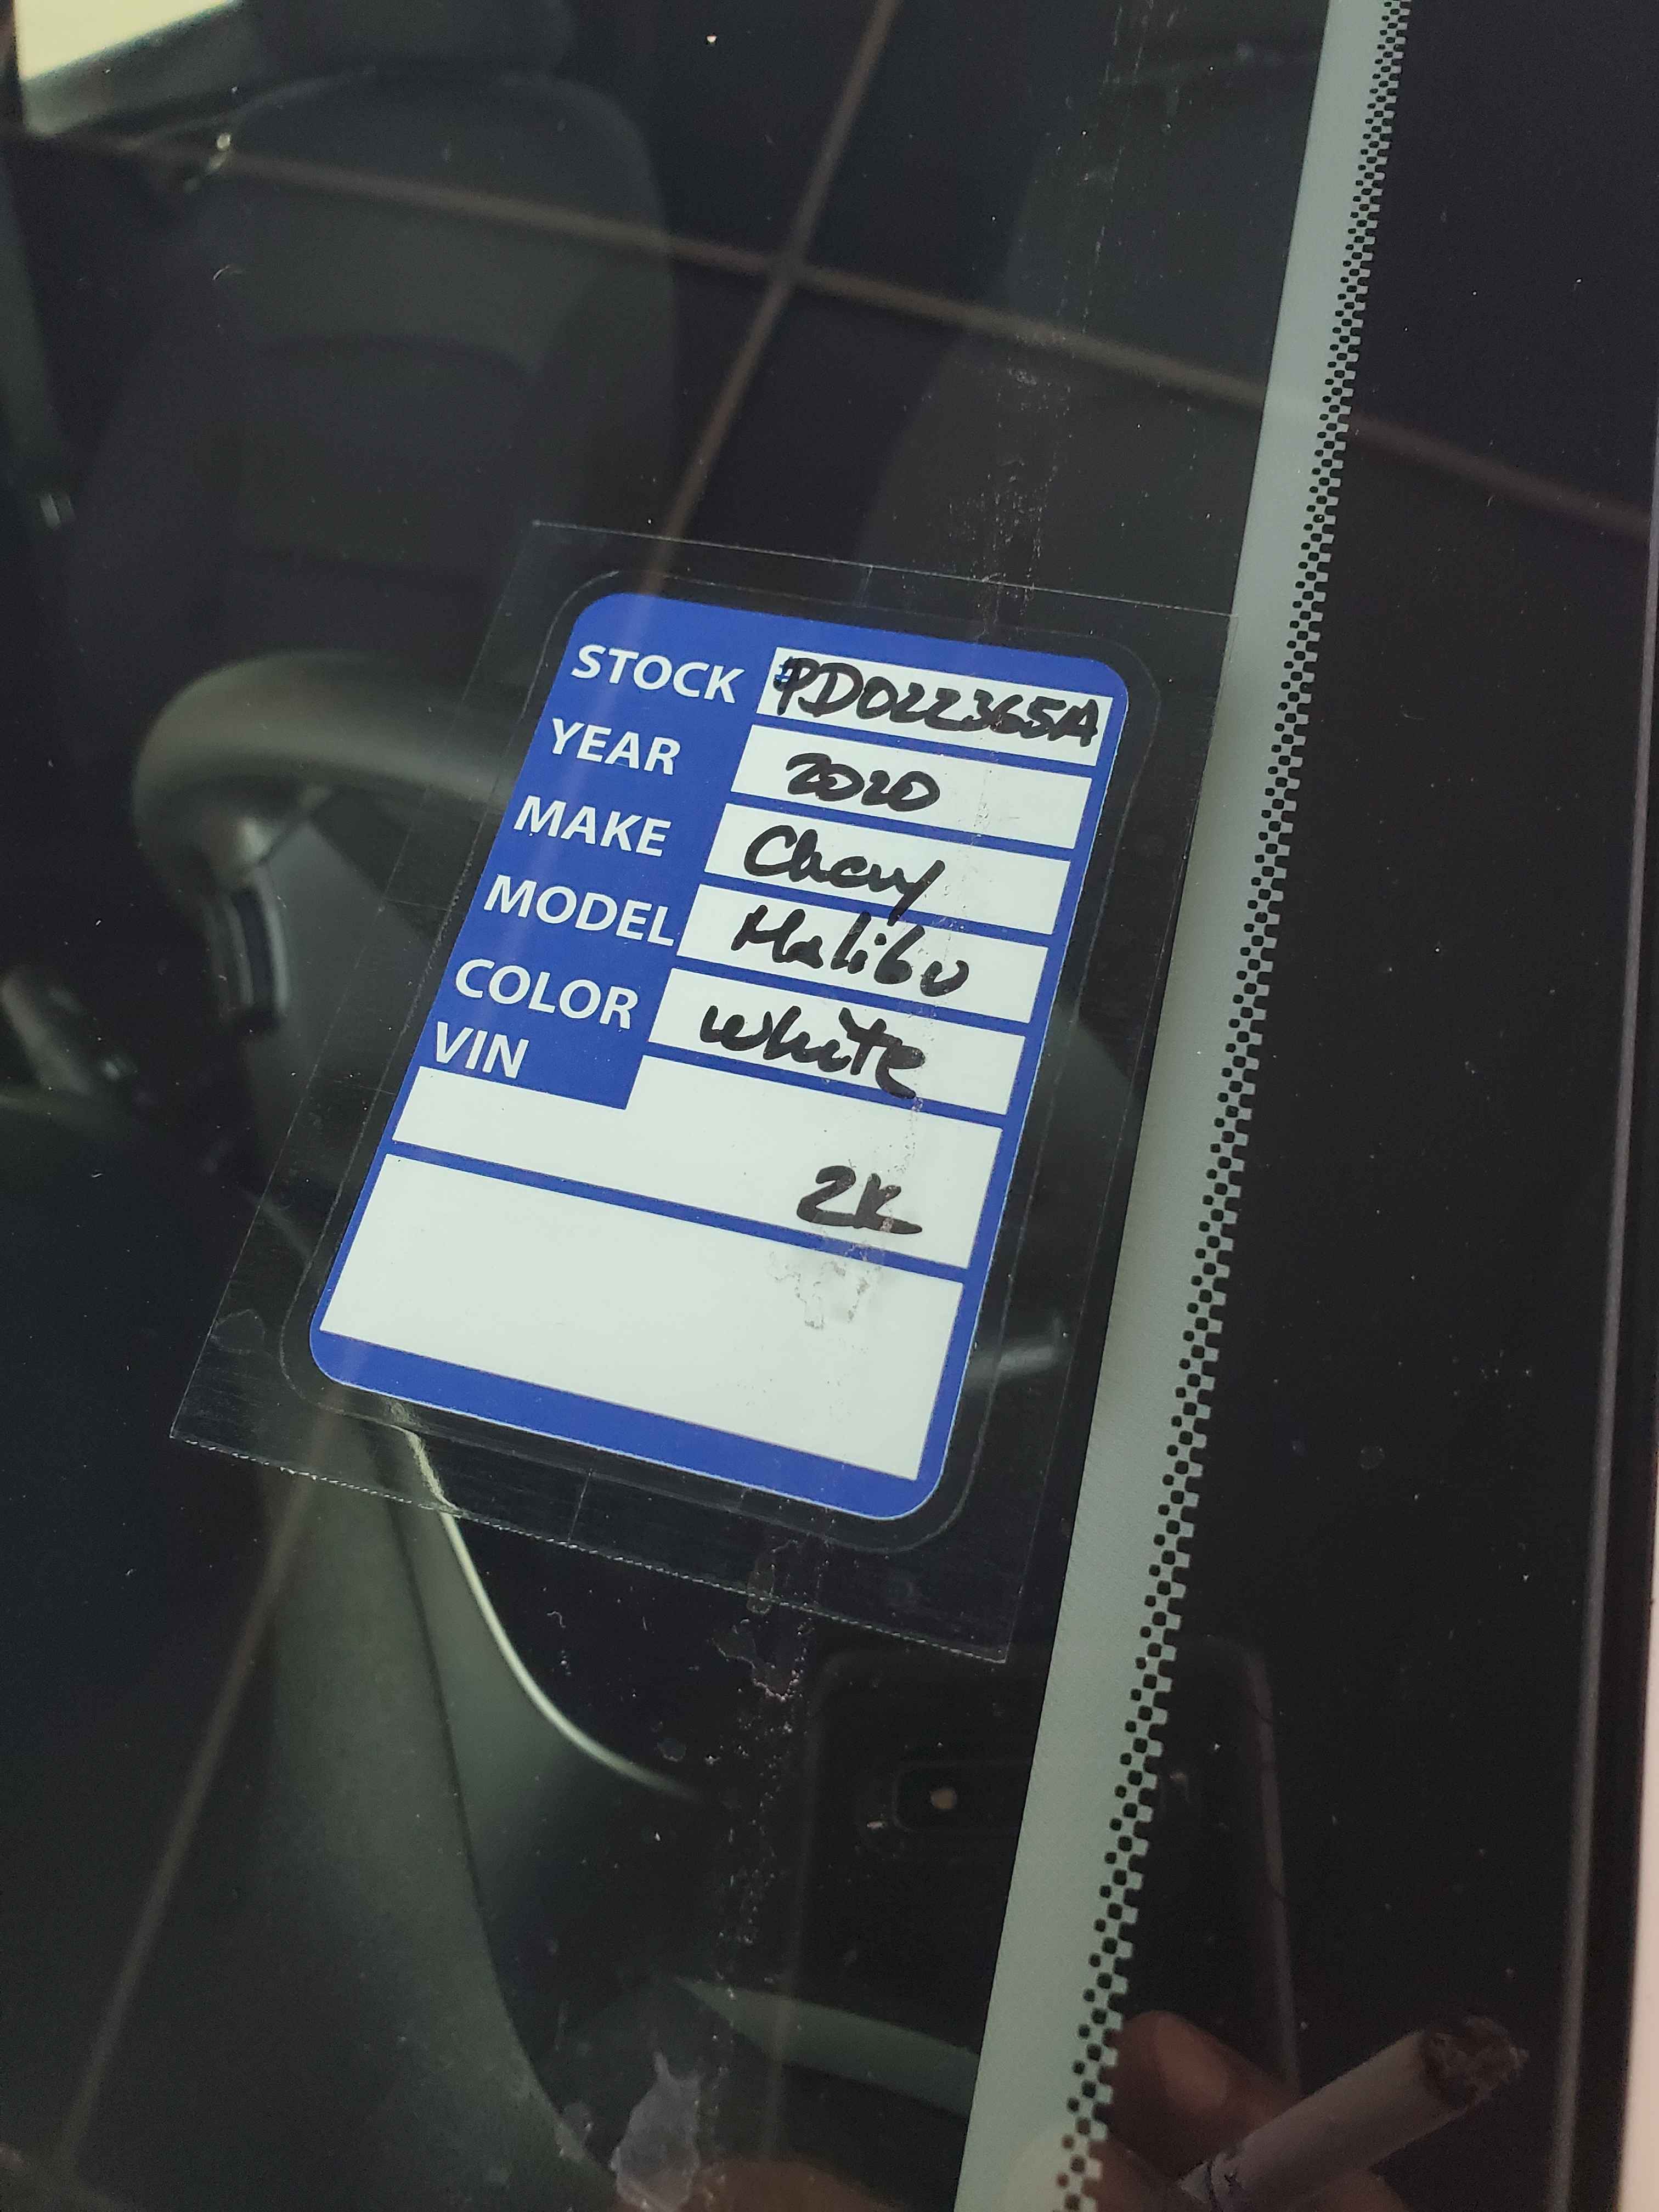 STOCK #PD022365A
YEAR 2020
MAKE Chevy
MODEL Malibu
COLOR White
VIN
2K